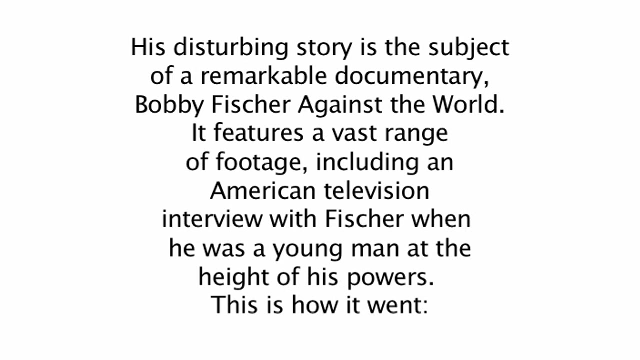 His disturbing story is the subject
of a remarkable documentary,
Bobby Fischer Against the World.
It features a vast range
of footage, including an
American television
interview with Fischer when
he was a young man at the
height of his powers.
This is how it went: